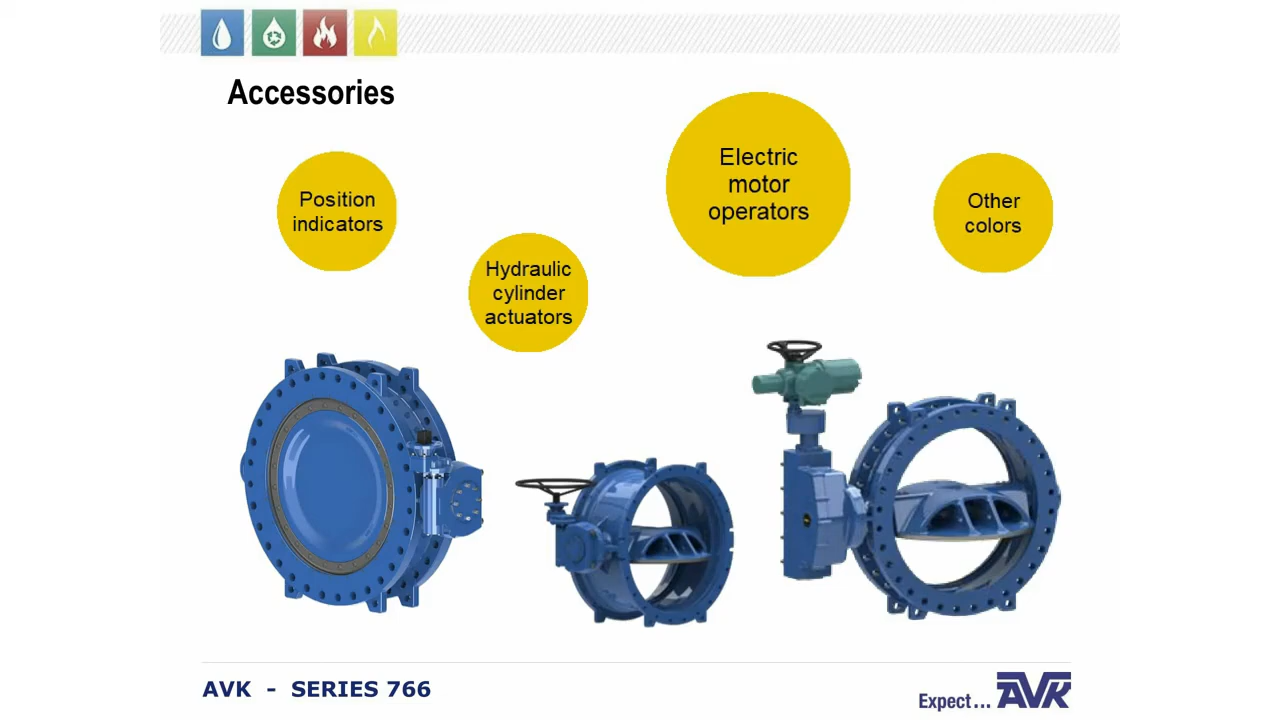 Accessories
Position
indicators
Hydraulic
cylinder
actuators
Electric
motor
operators
Other
colors
AVK - SERIES 766
Expect... AVK